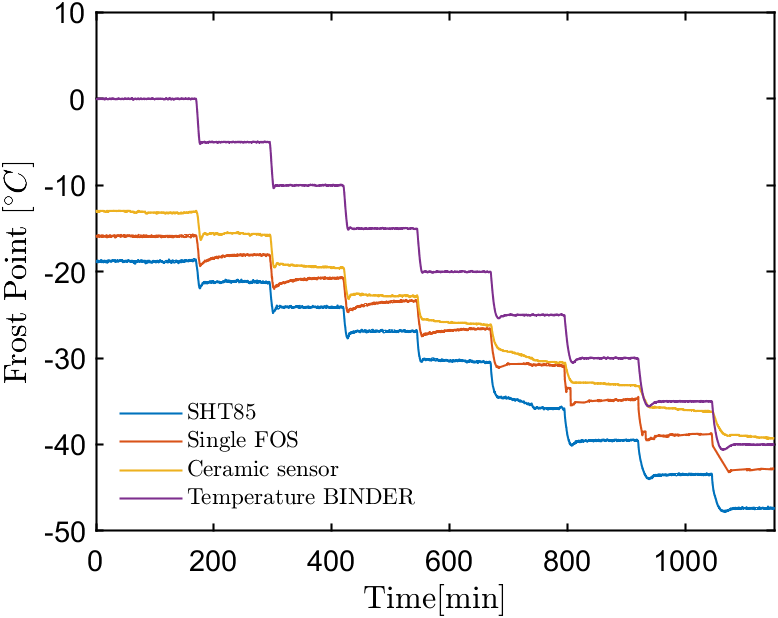 10
0
-10
-20
-30
-40
-50
Frost Point [°C]
SHT85
Single FOS
Ceramic sensor
Temperature BINDER
0 200 400 600 800 1000
Time[min]